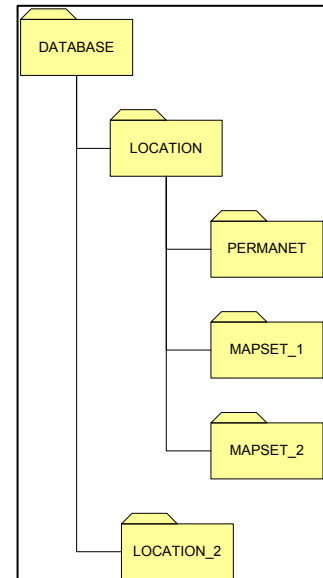 DATABASE
LOCATION
PERMANET
MAPSET_1
MAPSET_2
LOCATION_2